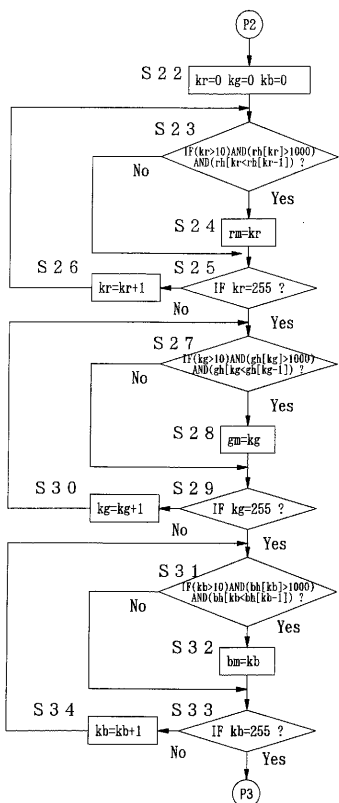 P2
S22
kr=0 kg=0 kb=0
S23
IF(kr>10)AND(rh[kr]>1000)
AND(rh[kr<rh[kr-1]) ?
No
Yes
S24
rm=kr
S26
S25
kr=kr+1
IF kr=255 ?
No
Yes
S27
IF(kg>10)AND(gh[kg]>1000)
AND(gh[kg<gh[kg-1]) ?
No
Yes
S28
gm=kg
S30
S29
kg=kg+1
IF kg=255 ?
No
Yes
S31
IF(kb>10)AND(bh[kb]>1000)
AND(bh[kb<bh[kb-1]) ?
No
Yes
S32
bm=kb
S34
S33
kb=kb+1
IF kb=255 ?
No
Yes
P3